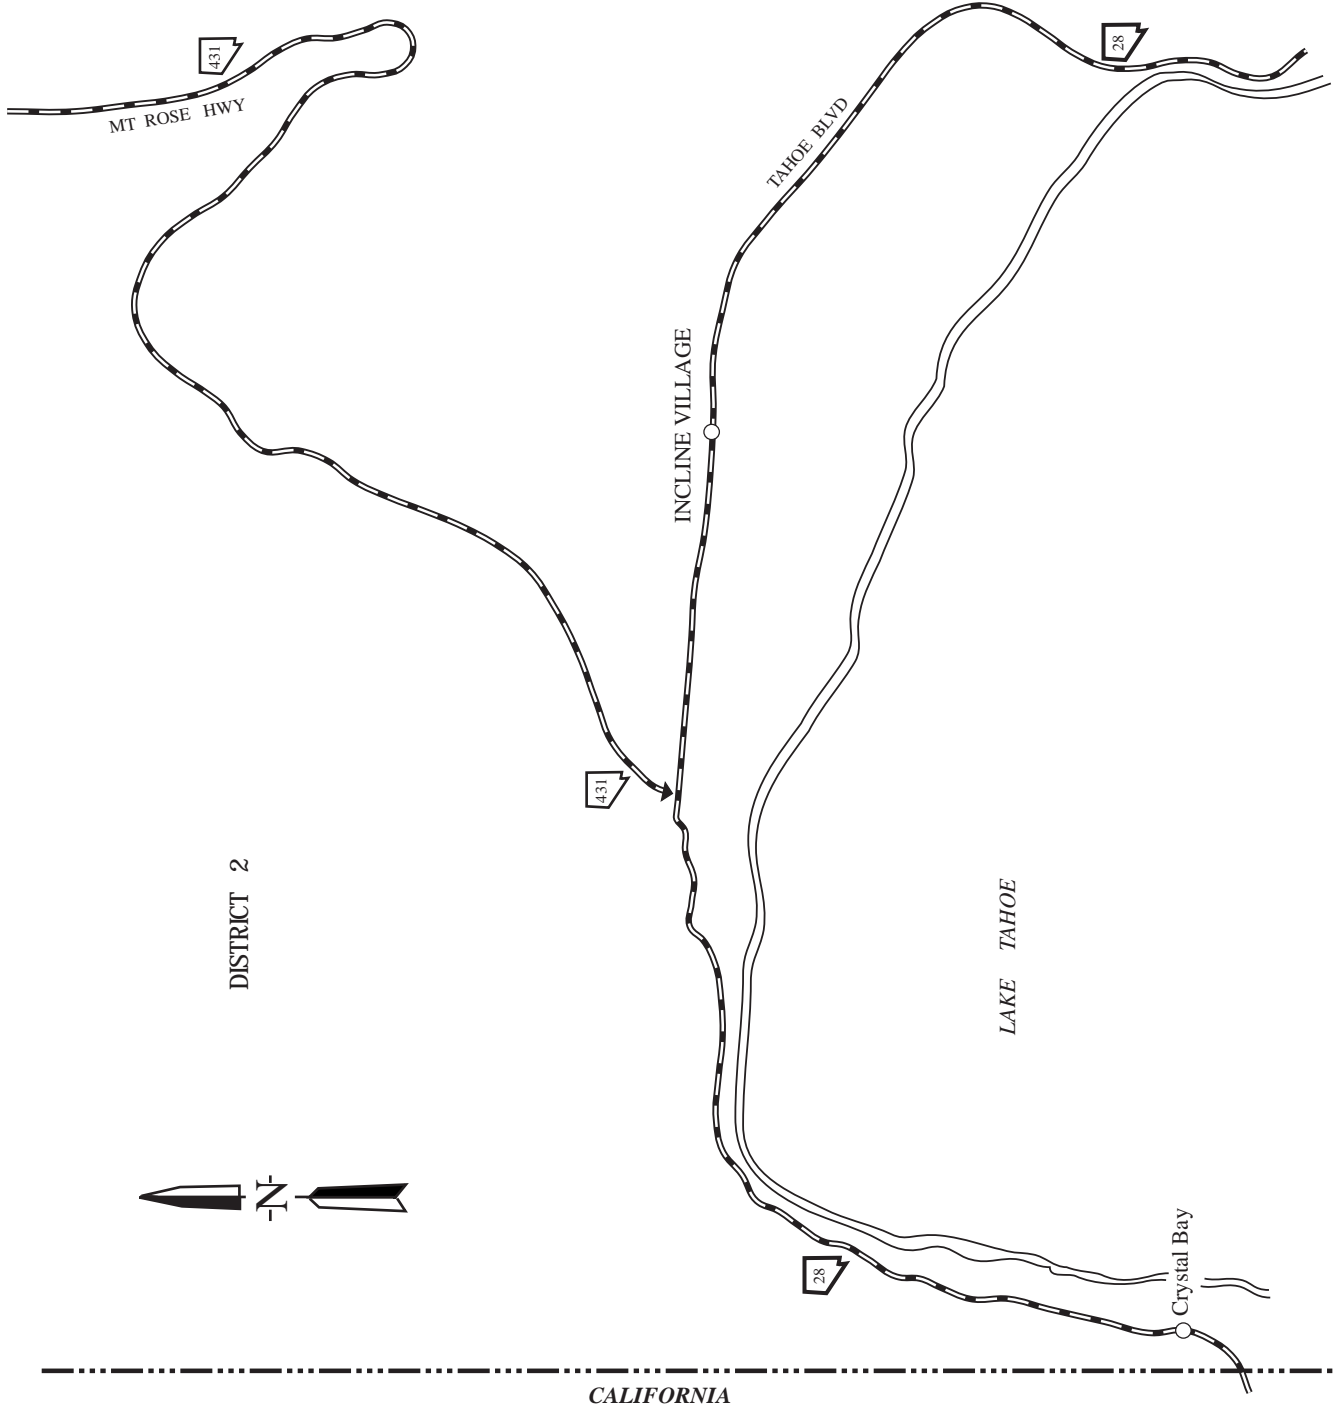 431
MT ROSE HWY
28
TAHOE BLVD
INCLINE VILLAGE
431
DISTRICT 2
LAKE TAHOE
N
28
Crystal Bay
CALIFORNIA